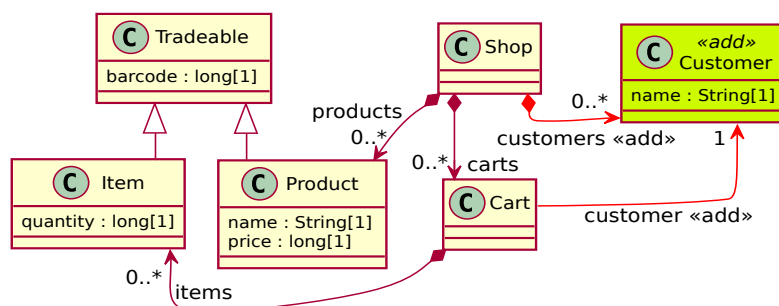 C Tradeable
barcode : long[1]
C Shop
«add»
C Customer
name : String[1]
products
0..*
0..*
customers «add»
1
0..*
carts
C Item
quantity : long[1]
C Product
name : String[1]
price : long[1]
C Cart
customer «add»
0..*
items